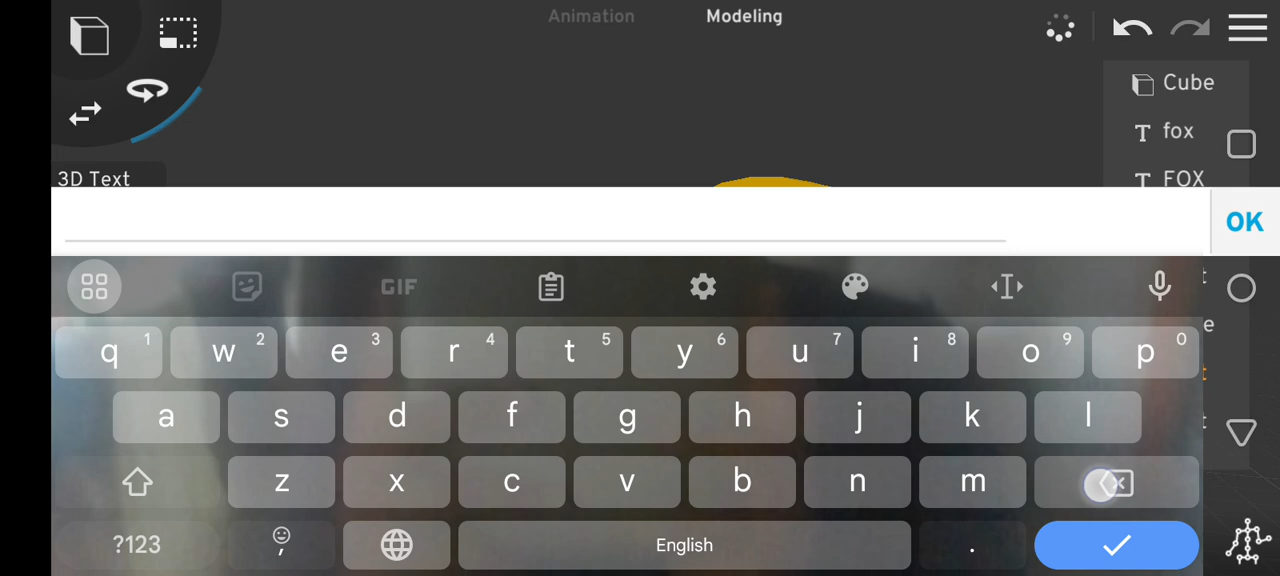 Animation Modeling
Cube
fox
FOX
3D Text
OK
GIF
t
e
t
t
q 1 w 2 e 3 r 4 t 5 y 6 u 7 i 8 o 9 p 0
a s d f g h j k l
z x c v b n m
?123 , English .